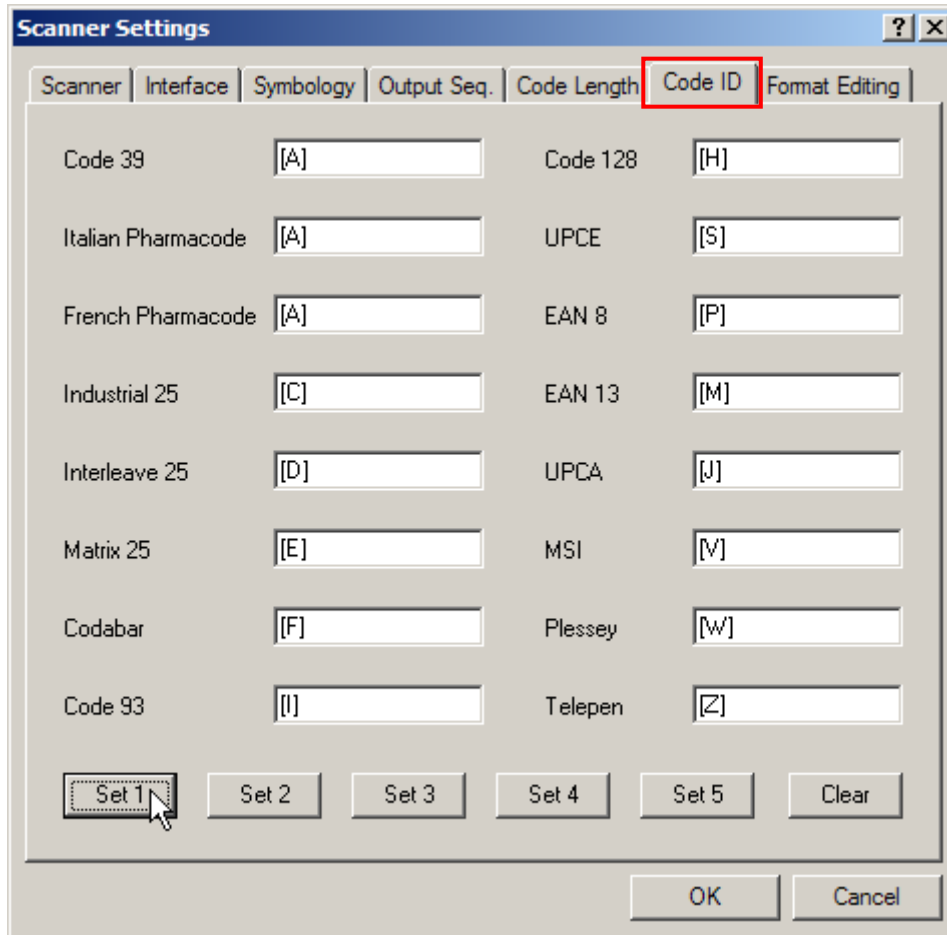 Scanner Settings
Scanner Interface Symbology Output Seq. Code Length Code ID Format Editing
Code 39 [A] Code 128 [H]
Italian Pharmacode [A] UPCE [S]
French Pharmacode [A] EAN 8 [P]
Industrial 25 [C] EAN 13 [M]
Interleave 25 [D] UPCA [J]
Matrix 25 [E] MSI [V]
Codabar [F] Plessey [W]
Code 93 [I] Telepen [Z]
Set 1 Set 2 Set 3 Set 4 Set 5 Clear
OK Cancel